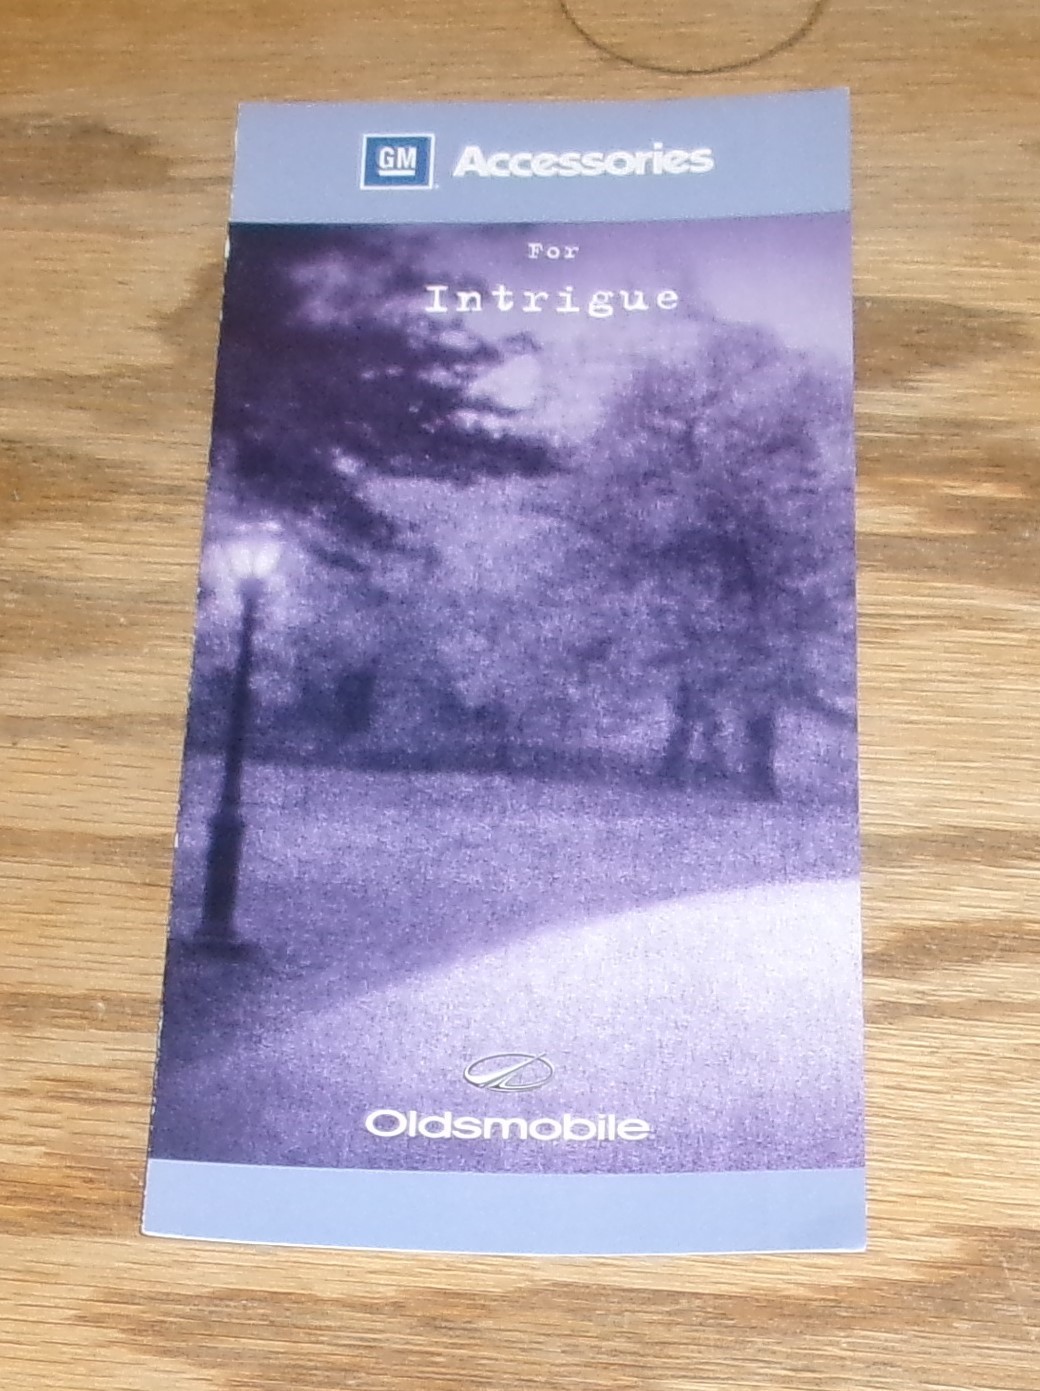 GM Accessories
For
Intrigue
Oldsmobile